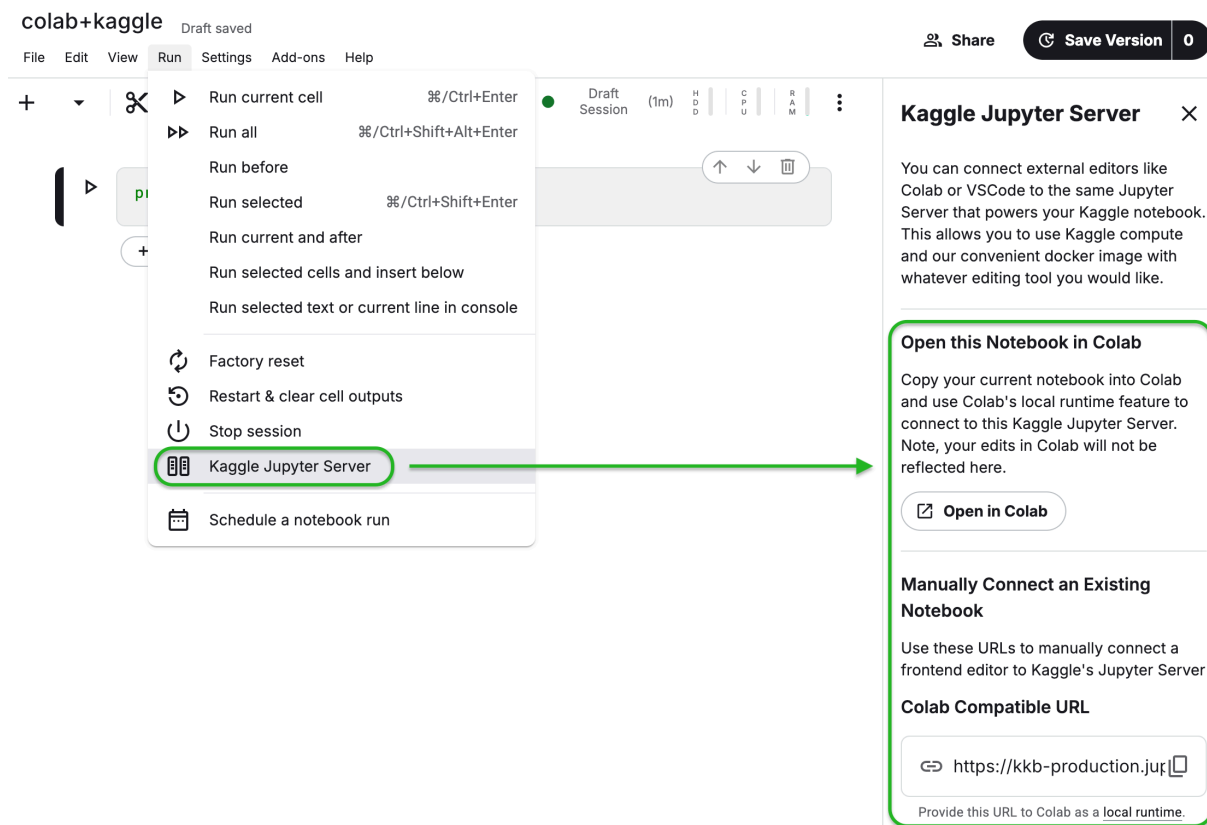 colab+kaggle
Draft saved
Share
Save Version
0
File Edit View Run Settings Add-ons Help
Run current cell ⌘/Ctrl+Enter
Run all ⌘/Ctrl+Shift+Alt+Enter
Run before
Run selected ⌘/Ctrl+Shift+Enter
Run current and after
Run selected cells and insert below
Run selected text or current line in console
Factory reset
Restart & clear cell outputs
Stop session
Kaggle Jupyter Server
Schedule a notebook run
Draft
Session
(1m)
HDD
CPU
RAM
Kaggle Jupyter Server
You can connect external editors like
Colab or VSCode to the same Jupyter
Server that powers your Kaggle notebook.
This allows you to use Kaggle compute
and our convenient docker image with
whatever editing tool you would like.
Open this Notebook in Colab
Copy your current notebook into Colab
and use Colab's local runtime feature to
connect to this Kaggle Jupyter Server.
Note, your edits in Colab will not be
reflected here.
Open in Colab
Manually Connect an Existing
Notebook
Use these URLs to manually connect a
frontend editor to Kaggle's Jupyter Server
Colab Compatible URL
https://kkb-production.jup
Provide this URL to Colab as a local runtime.